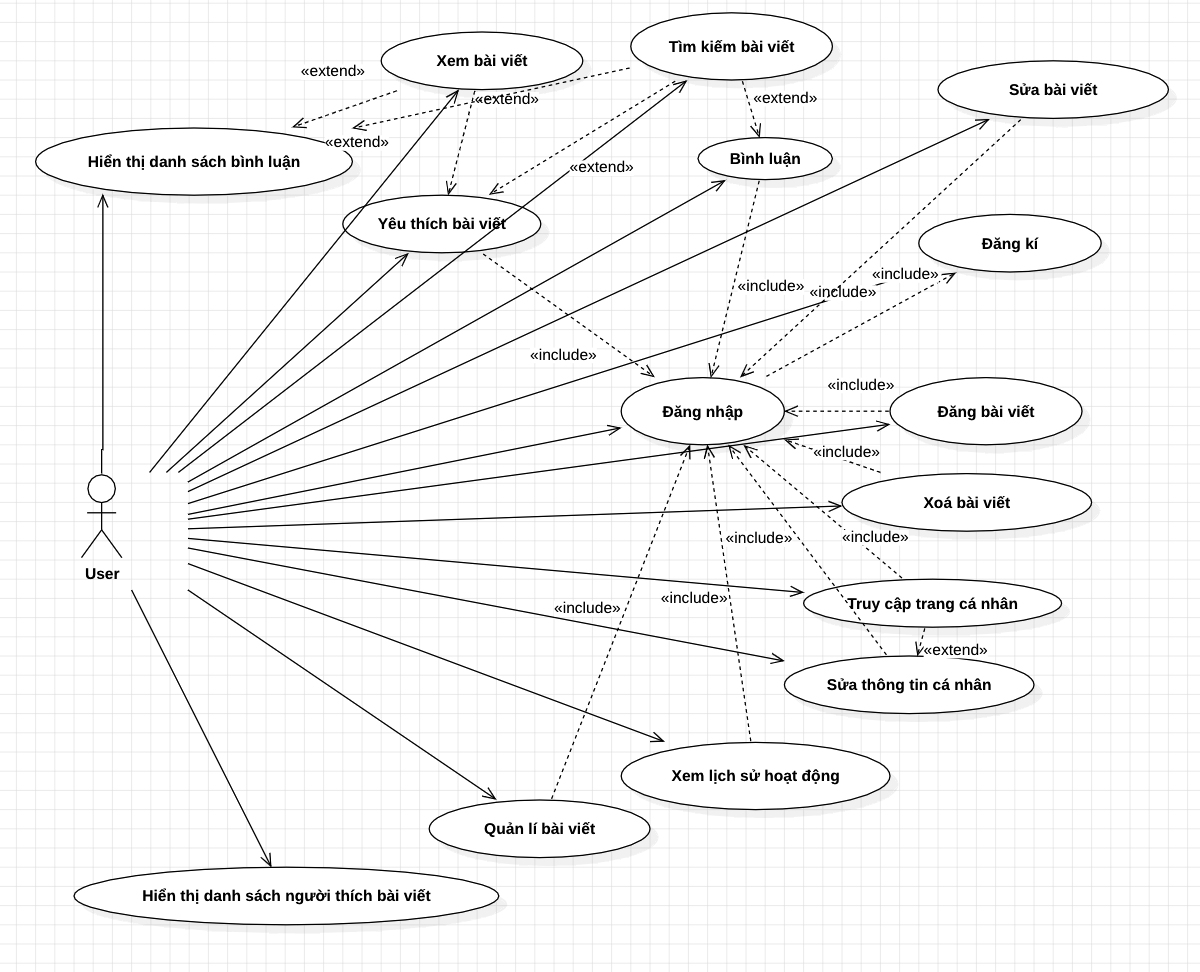 Tìm kiếm bài viết
Xem bài viết
«extend»
Sửa bài viết
«extend»
«extend»
«extend»
Hiển thị danh sách bình luận
Bình luận
«extend»
Yêu thích bài viết
Đăng kí
«include»
«include»
«include»
«include»
«include»
Đăng nhập
Đăng bài viết
«include»
Xoá bài viết
«include»
«include»
User
«include»
«include»
Truy cập trang cá nhân
«extend»
Sửa thông tin cá nhân
Xem lịch sử hoạt động
Quản lí bài viết
Hiển thị danh sách người thích bài viết